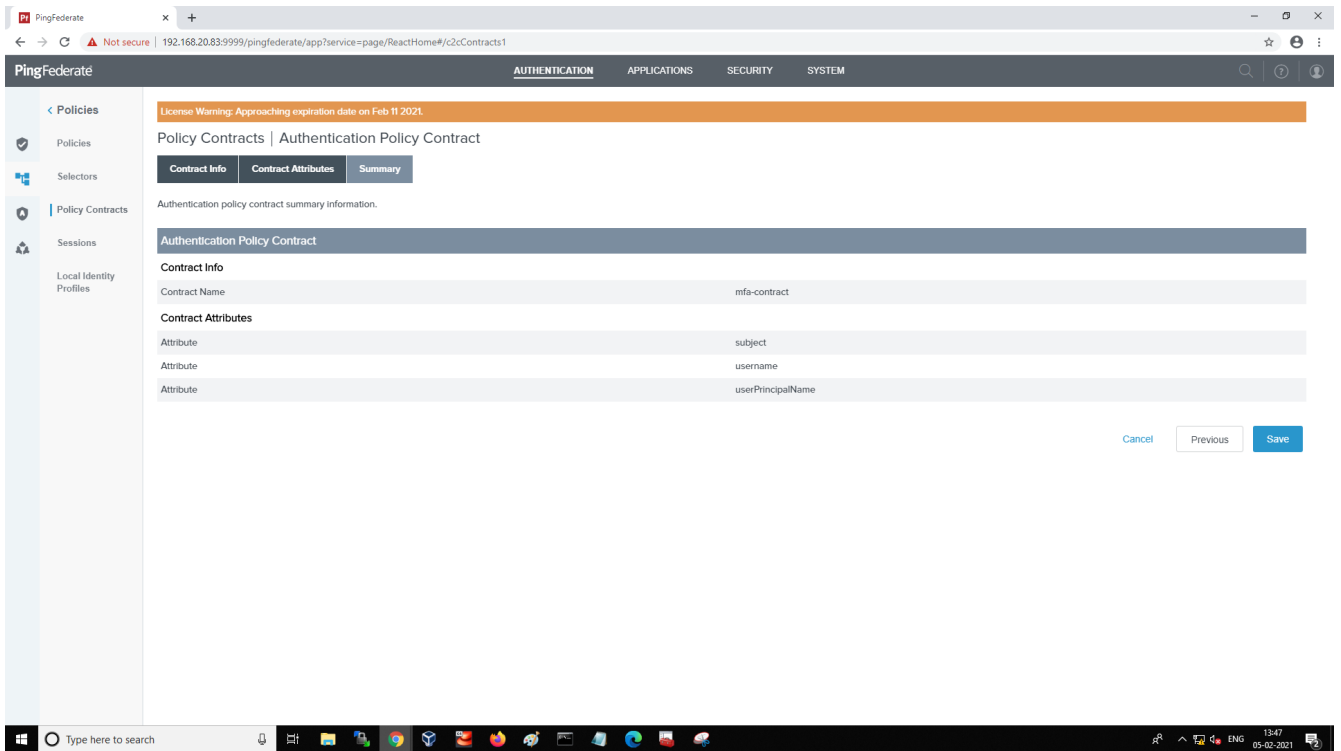 Pr PingFederate
Not secure | 192.168.20.83:9999/pingfederate/app?service=page/ReactHome#/c2cContracts1
PingFederate AUTHENTICATION APPLICATIONS SECURITY SYSTEM
Policies
Policies
Selectors
Policy Contracts
Sessions
Local Identity
Profiles
License Warning: Approaching expiration date on Feb 11 2021.
Policy Contracts | Authentication Policy Contract
Contract Info Contract Attributes Summary
Authentication policy contract summary information.
Authentication Policy Contract
Contract Info
Contract Name mfa-contract
Contract Attributes
Attribute subject
Attribute username
Attribute userPrincipalName
Cancel Previous Save
Type here to search
ENG 13:47
05-02-2021 2